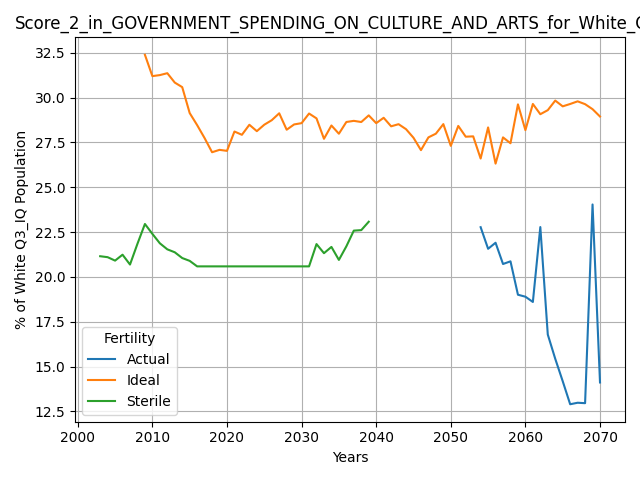 Score_2_in_GOVERNMENT_SPENDING_ON_CULTURE_AND_ARTS_for_White_
% of White Q3_IQ Population
32.5
30.0
27.5
25.0
22.5
20.0
17.5
15.0
12.5
Fertility
Actual
Ideal
Sterile
2000 2010 2020 2030 2040 2050 2060 2070
Years